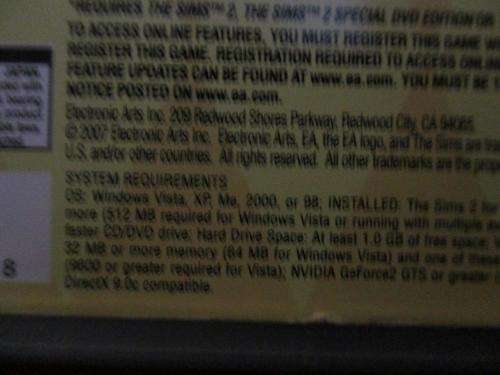 *REQUIRES THE SIMS™ 2, THE SIMS™ 2 SPECIAL DVD EDITION OR
TO ACCESS ONLINE FEATURES, YOU MUST REGISTER THIS GAME
REGISTER THIS GAME. REGISTRATION REQUIRED TO ACCESS ONLIN
FEATURE UPDATES CAN BE FOUND AT www.ea.com. YOU MUST BE
NOTICE POSTED ON www.ea.com.
Electronic Arts Inc. 209 Redwood Shores Parkway, Redwood City, CA 94065.
© 2007 Electronic Arts Inc. Electronic Arts, EA, the EA logo, and The Sims are trad
U.S. and/or other countries. All rights reserved. All other trademarks are the prop
SYSTEM REQUIREMENTS
OS: Windows Vista, XP, Me, 2000, or 98; INSTALLED: The Sims 2 for
more (512 MB required for Windows Vista or running with multiple
faster CD/DVD drive; Hard Drive Space: At least 1.0 GB of free space,
32 MB or more memory (64 MB for Windows Vista) and one of these
(9600 or greater required for Vista); NVIDIA GeForce2 GTS or greater
DirectX 9.0c compatible.
8